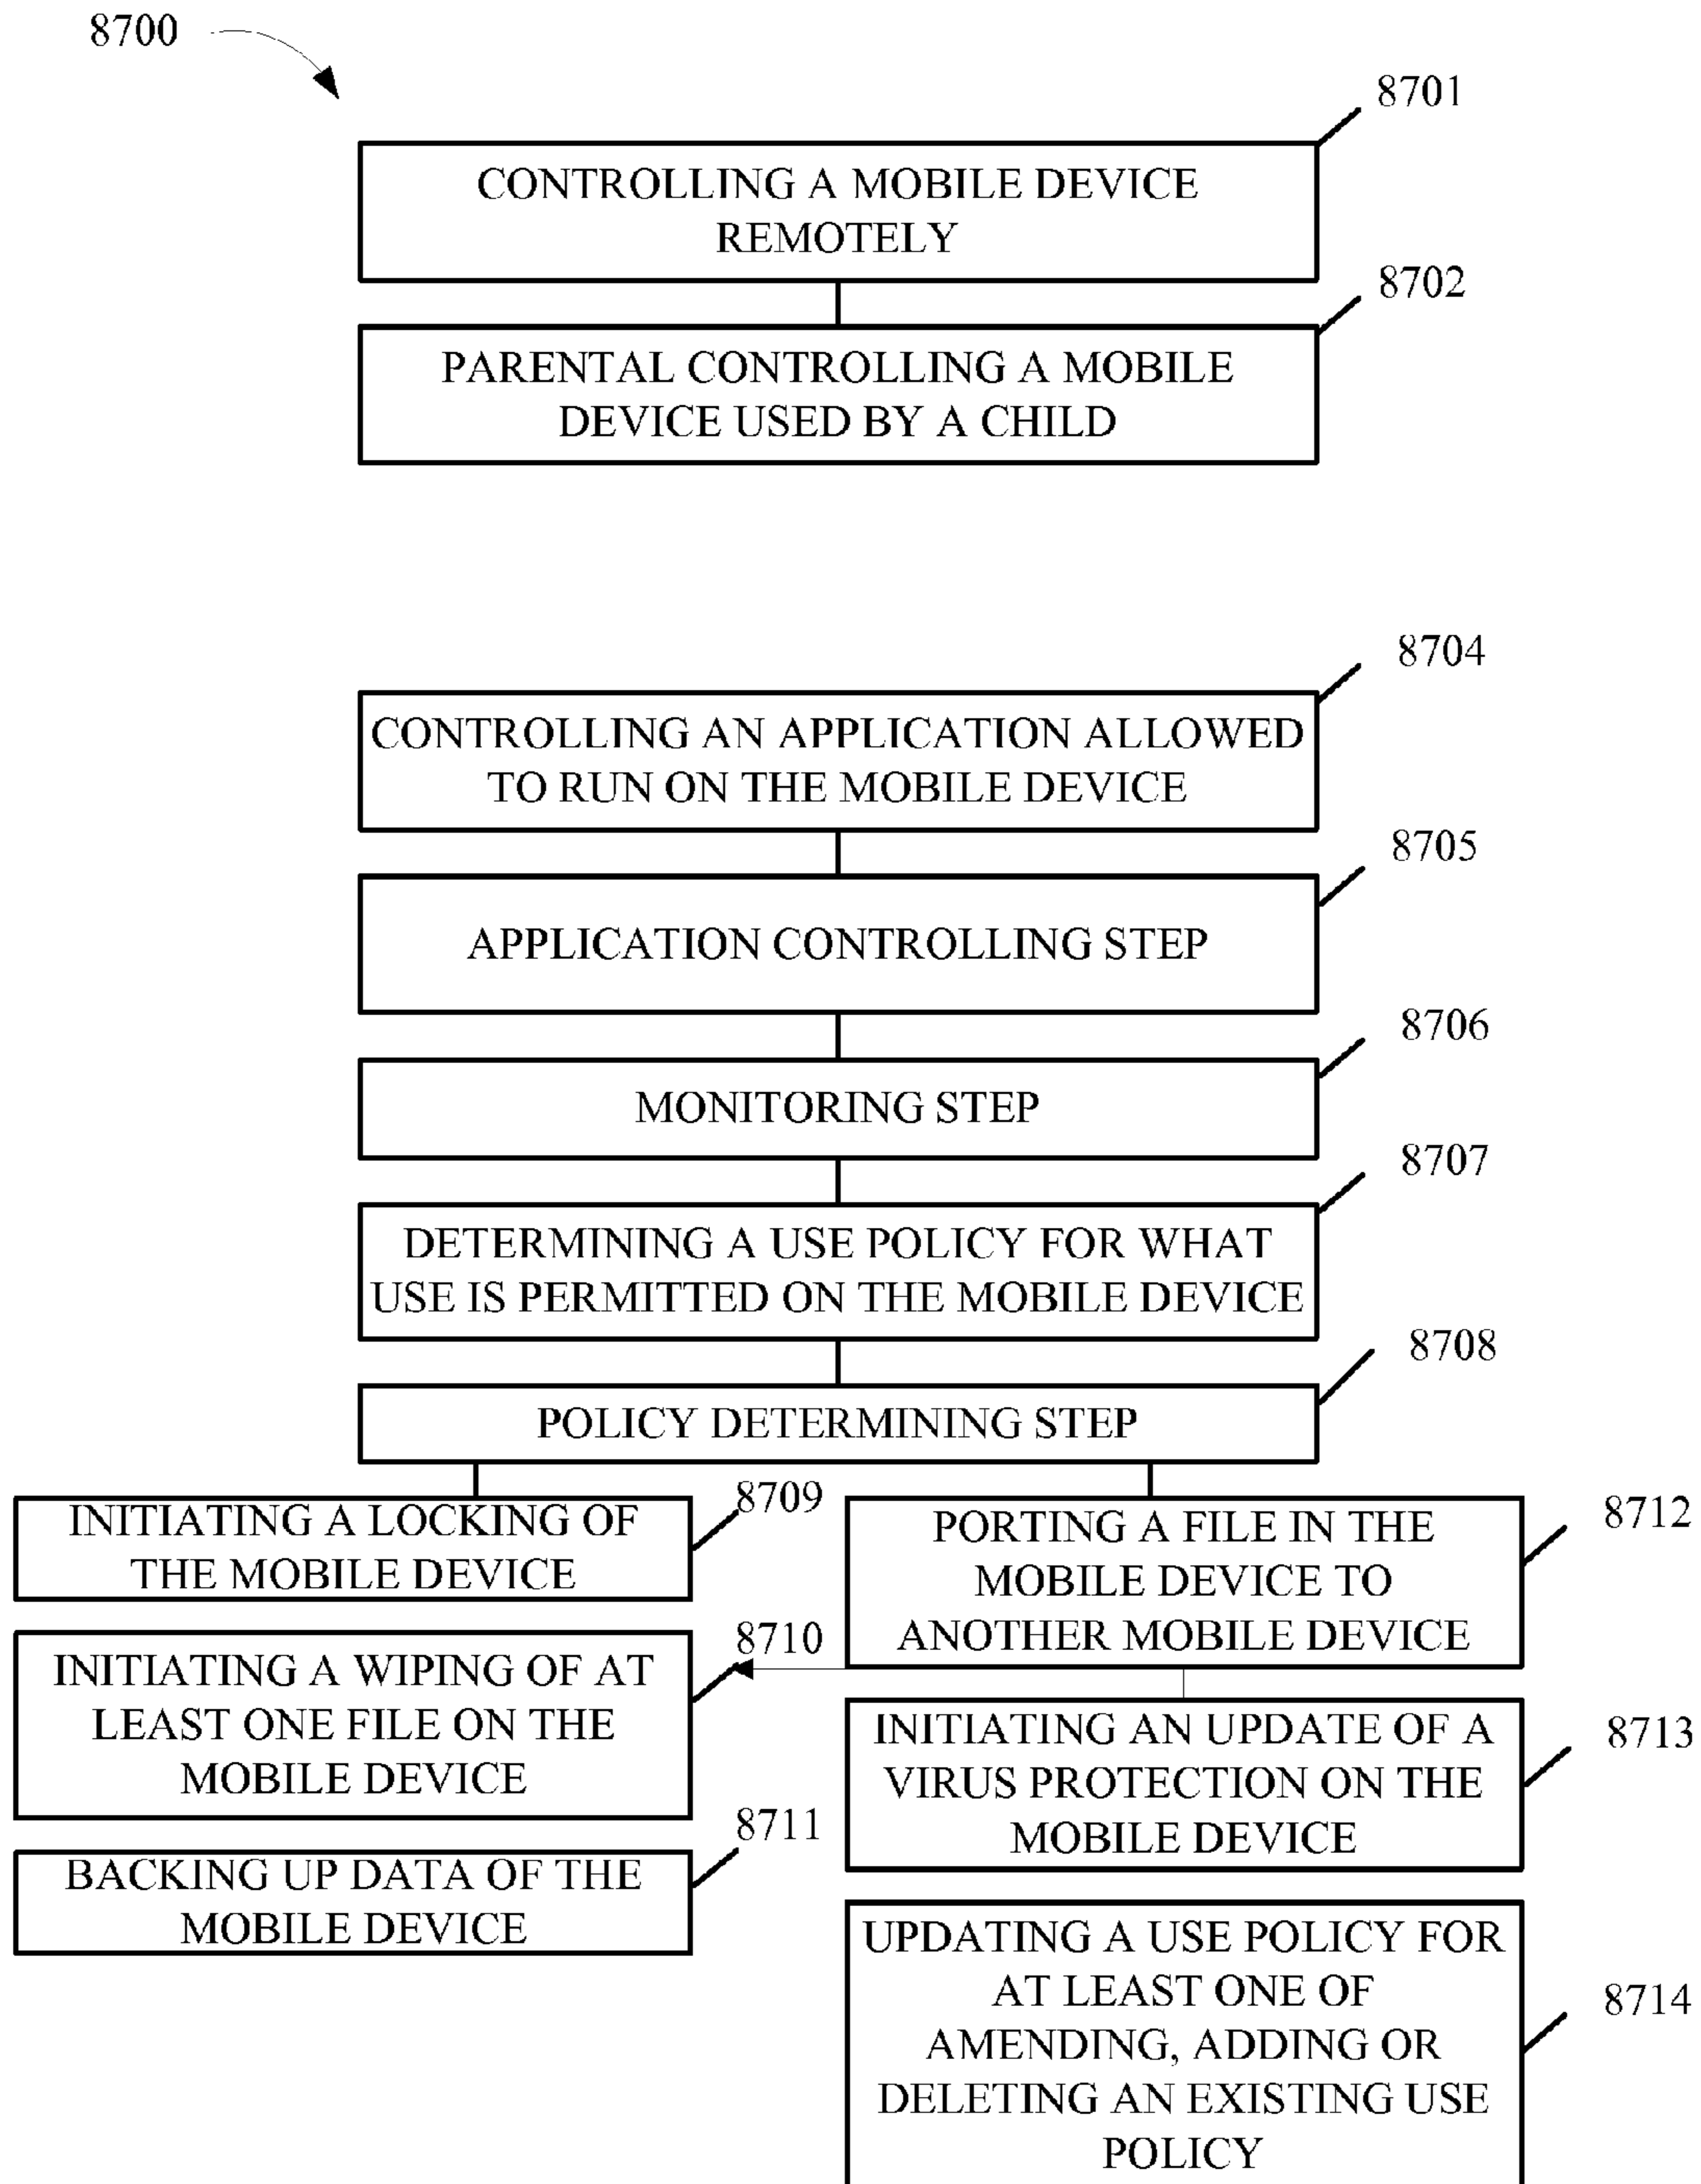 8700
8701
CONTROLLING A MOBILE DEVICE
REMOTELY
8702
PARENTAL CONTROLLING A MOBILE
DEVICE USED BY A CHILD
8704
CONTROLLING AN APPLICATION ALLOWED
TO RUN ON THE MOBILE DEVICE
8705
APPLICATION CONTROLLING STEP
8706
MONITORING STEP
8707
DETERMINING A USE POLICY FOR WHAT
USE IS PERMITTED ON THE MOBILE DEVICE
8708
POLICY DETERMINING STEP
8709
INITIATING A LOCKING OF
THE MOBILE DEVICE
8710
INITIATING A WIPING OF AT
LEAST ONE FILE ON THE
MOBILE DEVICE
8711
BACKING UP DATA OF THE
MOBILE DEVICE
8712
PORTING A FILE IN THE
MOBILE DEVICE TO
ANOTHER MOBILE DEVICE
8713
INITIATING AN UPDATE OF A
VIRUS PROTECTION ON THE
MOBILE DEVICE
8714
UPDATING A USE POLICY FOR
AT LEAST ONE OF
AMENDING, ADDING OR
DELETING AN EXISTING USE
POLICY